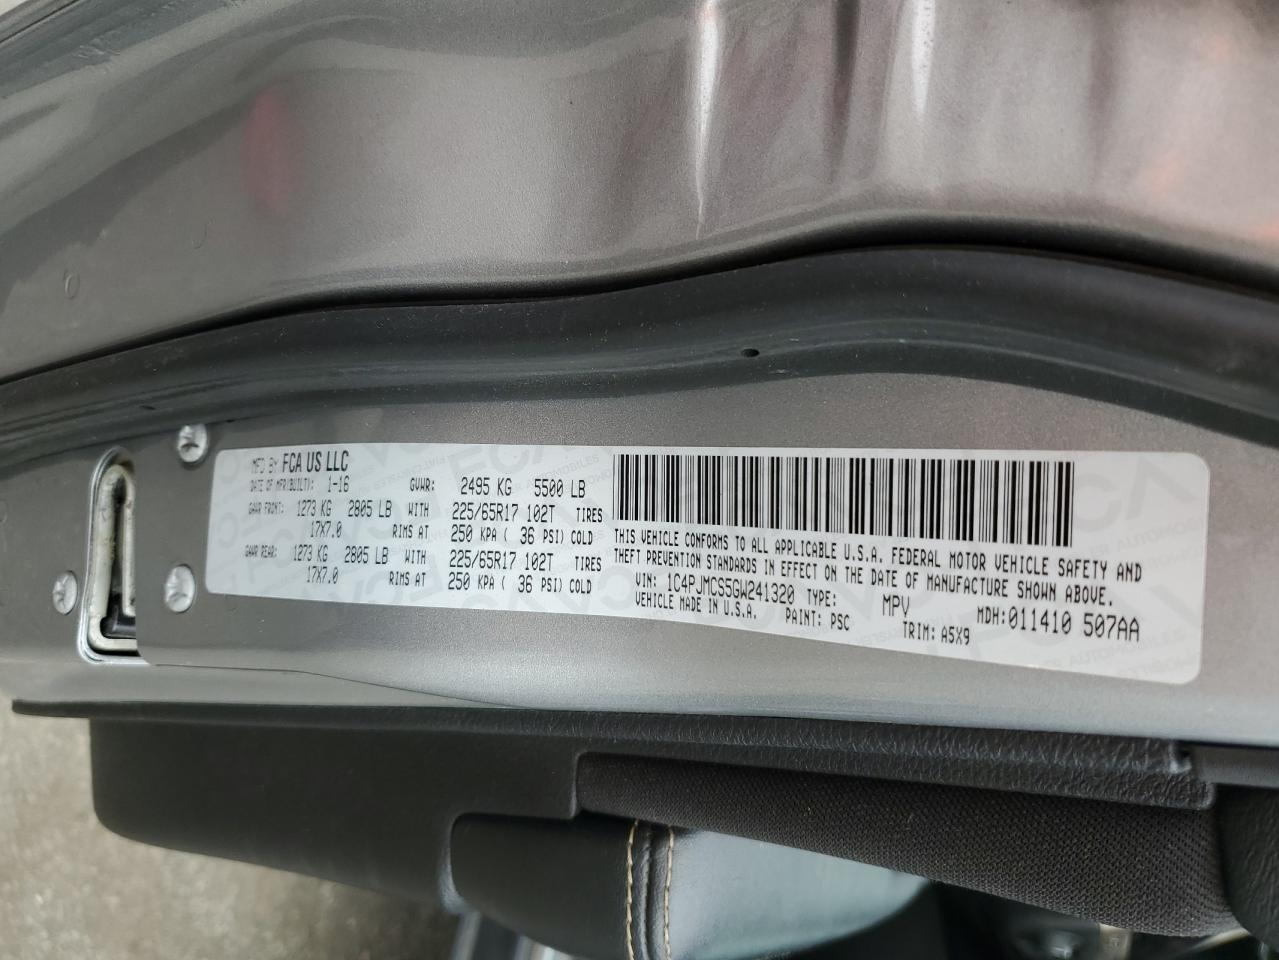 MFD BY FCA US LLC
DATE OF MFR(BUILT): 1-16 GVWR: 2495 KG 5500 LB
GAWR FRONT: 1273 KG 2805 LB WITH 225/65R17 102T TIRES
17X7.0 RIMS AT 250 KPA ( 36 PSI) COLD
GAWR REAR: 1273 KG 2805 LB WITH 225/65R17 102T TIRES
17X7.0 RIMS AT 250 KPA ( 36 PSI) COLD
THIS VEHICLE CONFORMS TO ALL APPLICABLE U.S.A. FEDERAL MOTOR VEHICLE SAFETY AND
THEFT PREVENTION STANDARDS IN EFFECT ON THE DATE OF MANUFACTURE SHOWN ABOVE.
VIN: 1C4PJMCS5GW241320 TYPE: MPV MDH: 011410 507AA
VEHICLE MADE IN U.S.A. PAINT: PSC TRIM: A5X9